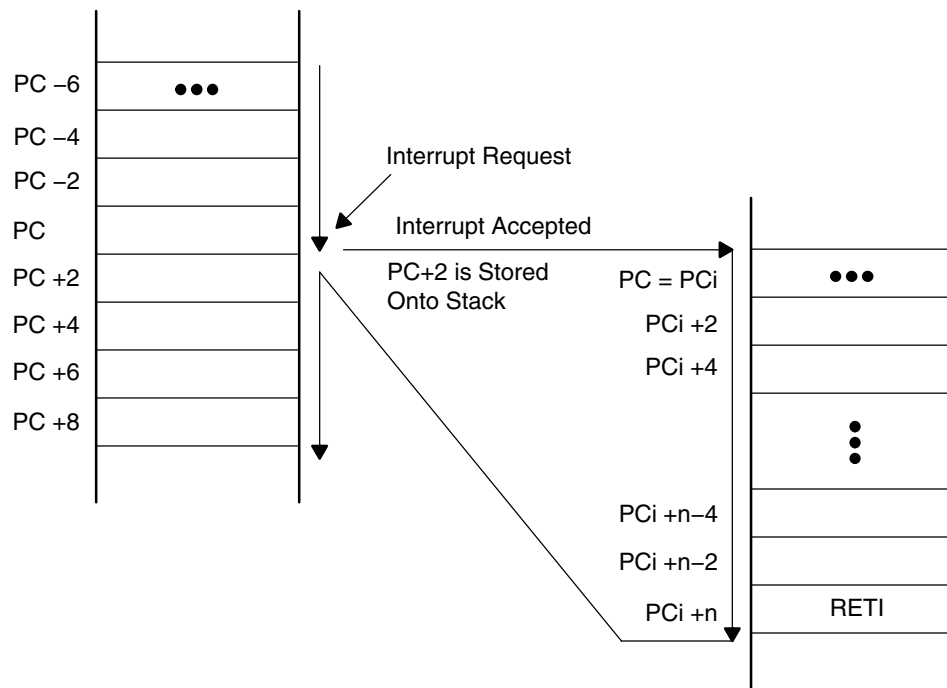 PC −6
PC −4
PC −2
PC
PC +2
PC +4
PC +6
PC +8
Interrupt Request
Interrupt Accepted
PC+2 is Stored
Onto Stack
PC = PCi
PCi +2
PCi +4
PCi +n−4
PCi +n−2
PCi +n
RETI